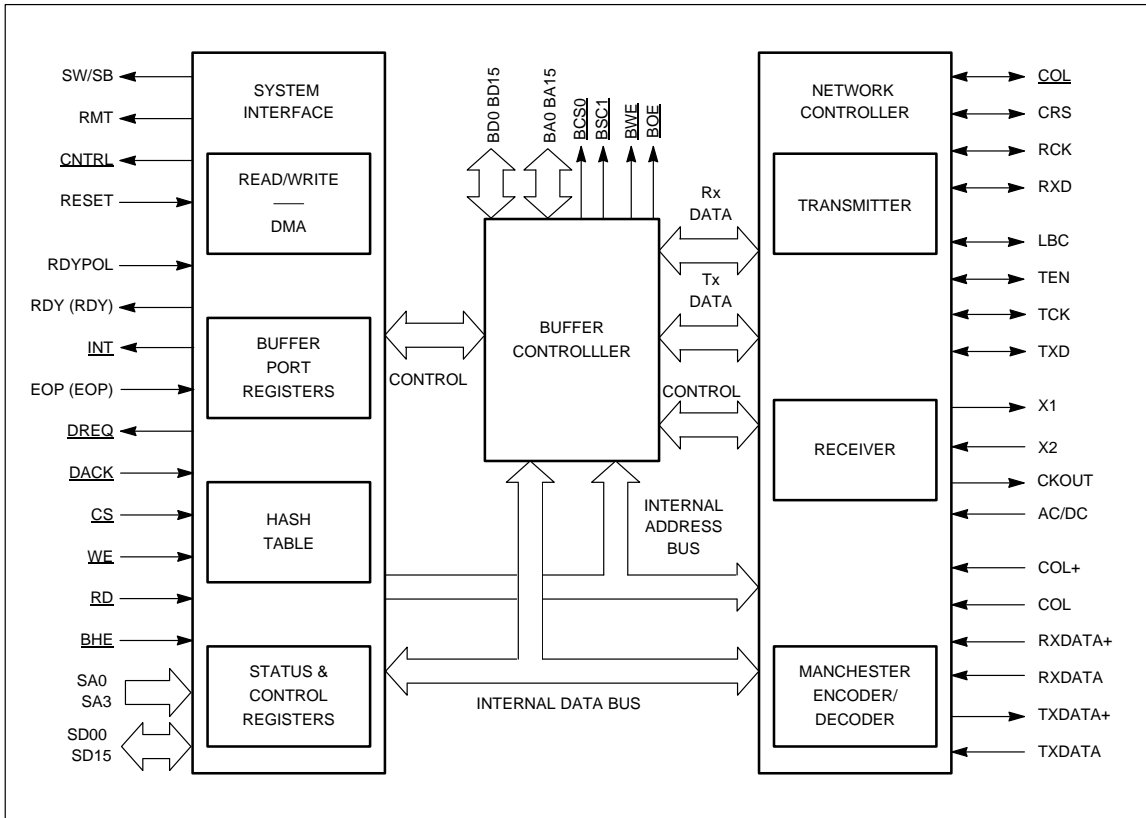 SW/SB
RMT
CNTRL
RESET
RDYPOL
RDY (RDY)
INT
EOP (EOP)
DREQ
DACK
CS
WE
RD
BHE
SA0
SA3
SD00
SD15
SYSTEM
INTERFACE
READ/WRITE
DMA
BUFFER
PORT
REGISTERS
HASH
TABLE
STATUS &
CONTROL
REGISTERS
CONTROL
BD0 BD15
BA0 BA15
BCS0
BSC1
BWE
BOE
BUFFER
CONTROLLLER
Rx
DATA
Tx
DATA
CONTROL
INTERNAL
ADDRESS
BUS
INTERNAL DATA BUS
NETWORK
CONTROLLER
TRANSMITTER
RECEIVER
MANCHESTER
ENCODER/
DECODER
COL
CRS
RCK
RXD
LBC
TEN
TCK
TXD
X1
X2
CKOUT
AC/DC
COL+
COL
RXDATA+
RXDATA
TXDATA+
TXDATA